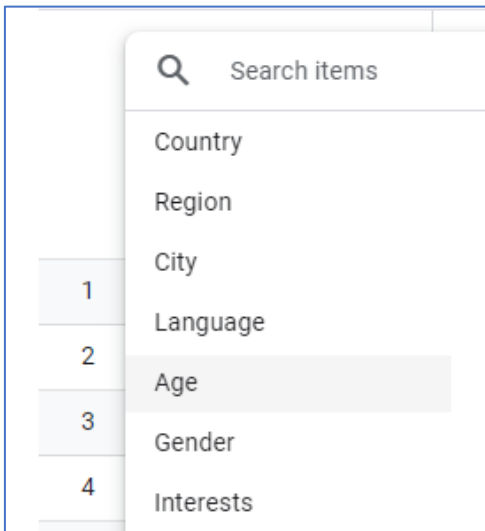 Search items
Country
Region
City
1
Language
2
Age
3
Gender
4
Interests